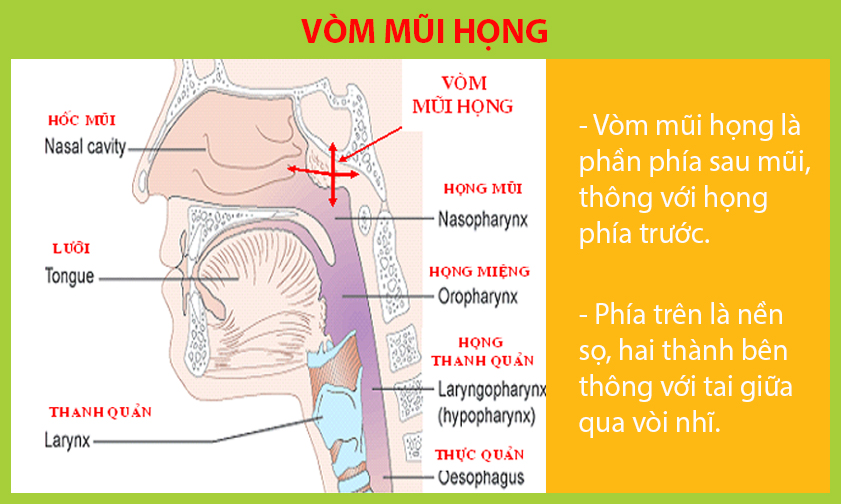 VÒM MŨI HỌNG
VÒM
MŨI HỌNG
HỐC MŨI
Nasal cavity
HỌNG MŨI
Nasopharynx
LƯỠI
Tongue
HỌNG MIỆNG
Oropharynx
HỌNG
THANH QUẢN
Laryngopharynx
(hypopharynx)
THANH QUẢN
Larynx
THỰC QUẢN
Oesophagus
- Vòm mũi họng là
phần phía sau mũi,
thông với họng
phía trước.
- Phía trên là nền
sọ, hai thành bên
thông với tai giữa
qua vòi nhĩ.